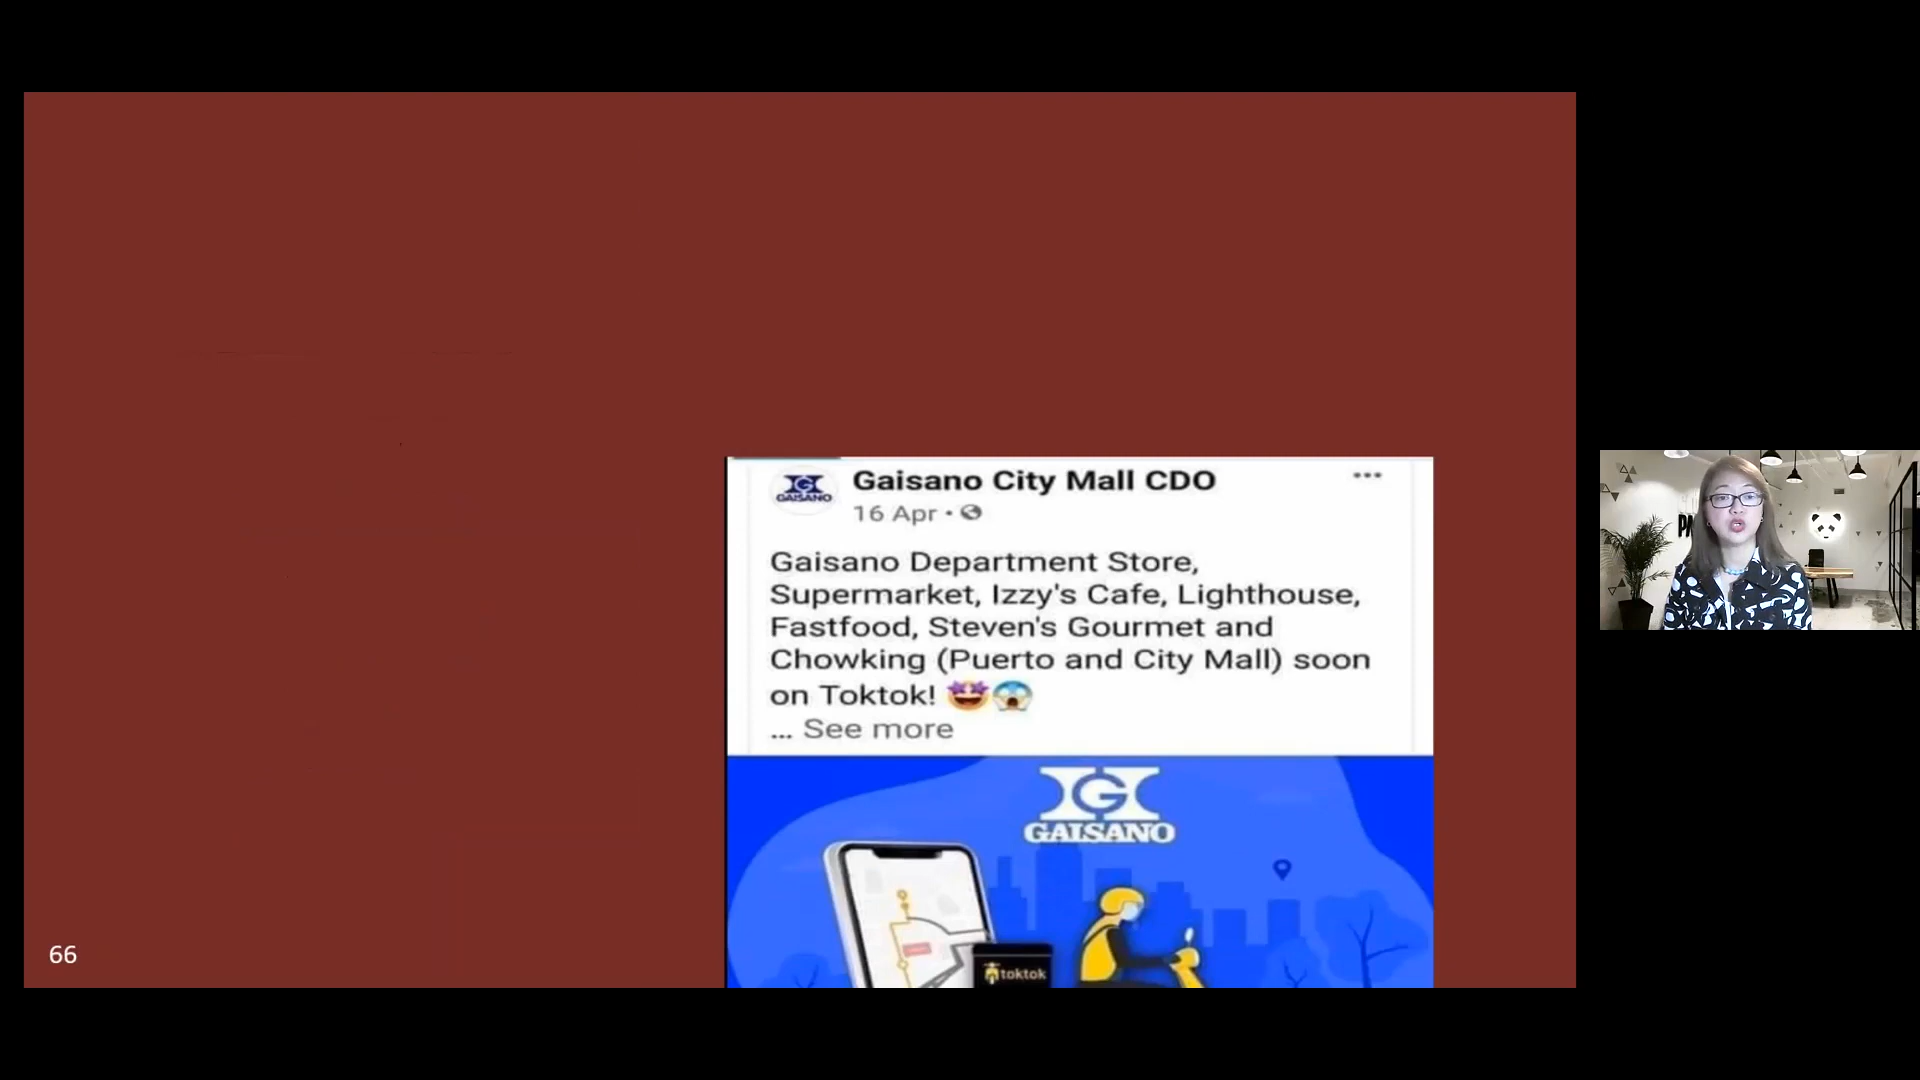 GAISANO
Gaisano City Mall CDO
16 Apr •
Gaisano Department Store,
Supermarket, Izzy's Cafe, Lighthouse,
Fastfood, Steven's Gourmet and
Chowking (Puerto and City Mall) soon
on Toktok! 🤩😱
... See more
GAISANO
toktok
66